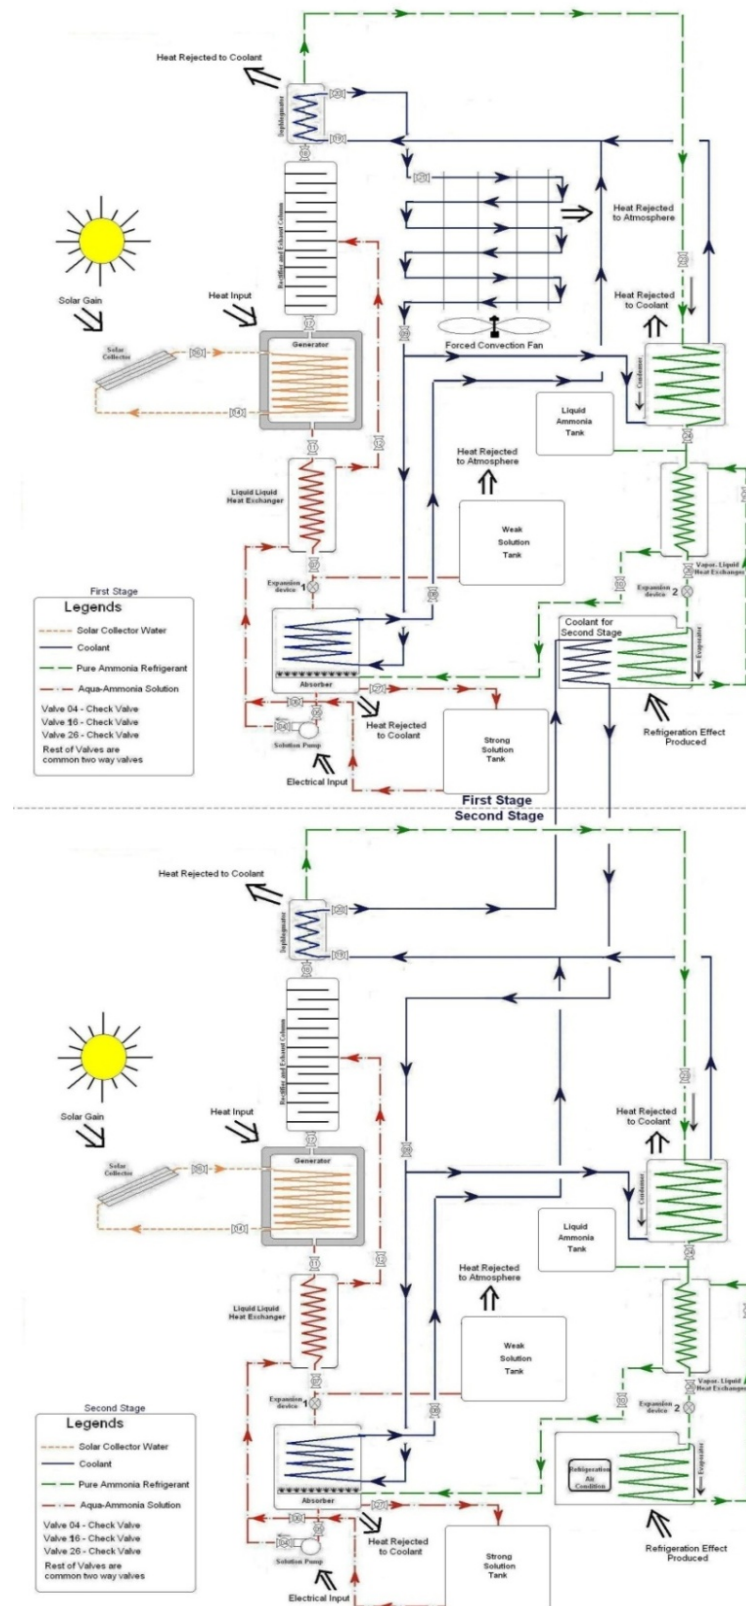 Heat Rejected to Coolant
Dephlegmator
Rectifier and Exhaust Column
Heat Rejected
to Atmosphere
Solar Gain
Heat Input
Heat Rejected
to Coolant
Solar
Collector
Generator
Forced Convection Fan
Condenser
Liquid
Ammonia
Tank
Heat Rejected
to Atmosphere
Liquid Liquid
Heat Exchanger
Weak
Solution
Tank
Vapor. Liquid
Heat Exchanger
Expansion
device 1
Expansion
device 2
First Stage
Legends
Solar Collector Water
Coolant
Pure Ammonia Refrigerant
Aqua-Ammonia Solution
Valve 04 - Check Valve
Valve 16 - Check Valve
Valve 26 - Check Valve
Rest of Valves are
common two way valves
Coolant for
Second Stage
Evaporator
Absorber
Heat Rejected
to Coolant
Solution Pump
Strong
Solution
Tank
Refrigeration Effect
Produced
Electrical Input
First Stage
Second Stage
Heat Rejected to Coolant
Dephlegmator
Rectifier and Exhaust Column
Solar Gain
Heat Input
Heat Rejected
to Coolant
Solar
Collector
Generator
Condenser
Liquid
Ammonia
Tank
Heat Rejected
to Atmosphere
Liquid Liquid
Heat Exchanger
Weak
Solution
Tank
Vapor. Liquid
Heat Exchanger
Expansion
device 1
Expansion
device 2
Second Stage
Legends
Solar Collector Water
Coolant
Pure Ammonia Refrigerant
Aqua-Ammonia Solution
Valve 04 - Check Valve
Valve 16 - Check Valve
Valve 26 - Check Valve
Rest of Valves are
common two way valves
Refrigeration
Air
Condition
Evaporator
Absorber
Heat Rejected
to Coolant
Solution Pump
Strong
Solution
Tank
Refrigeration Effect
Produced
Electrical Input